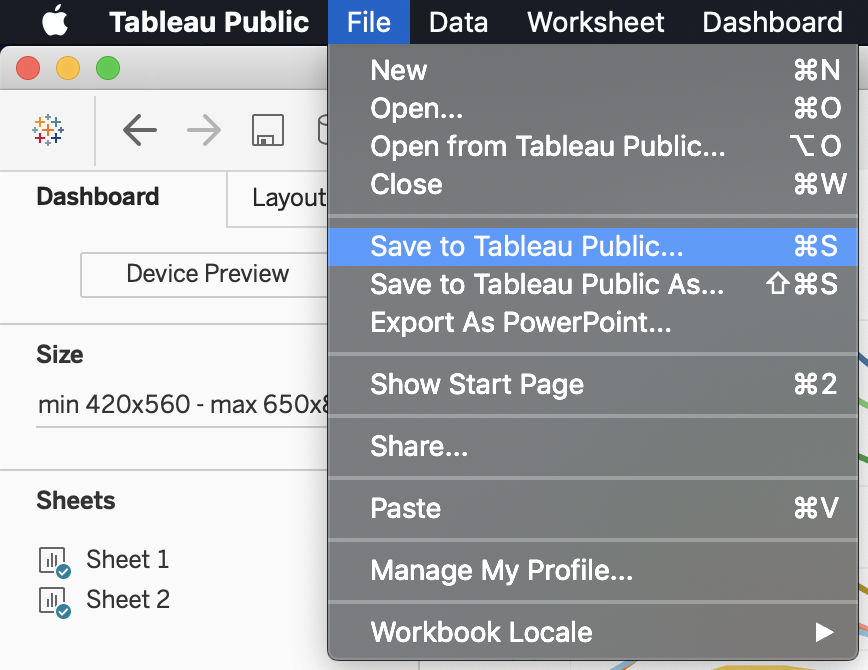 Tableau Public File Data Worksheet Dashboard
New ⌘N
Open... ⌘O
Open from Tableau Public... ⌥O
Close ⌘W
Save to Tableau Public... ⌘S
Save to Tableau Public As... ⇧⌘S
Export As PowerPoint...
Show Start Page ⌘2
Share...
Paste ⌘V
Manage My Profile...
Workbook Locale ▶
Dashboard Layout
Device Preview
Size
min 420x560 - max 650x
Sheets
Sheet 1
Sheet 2